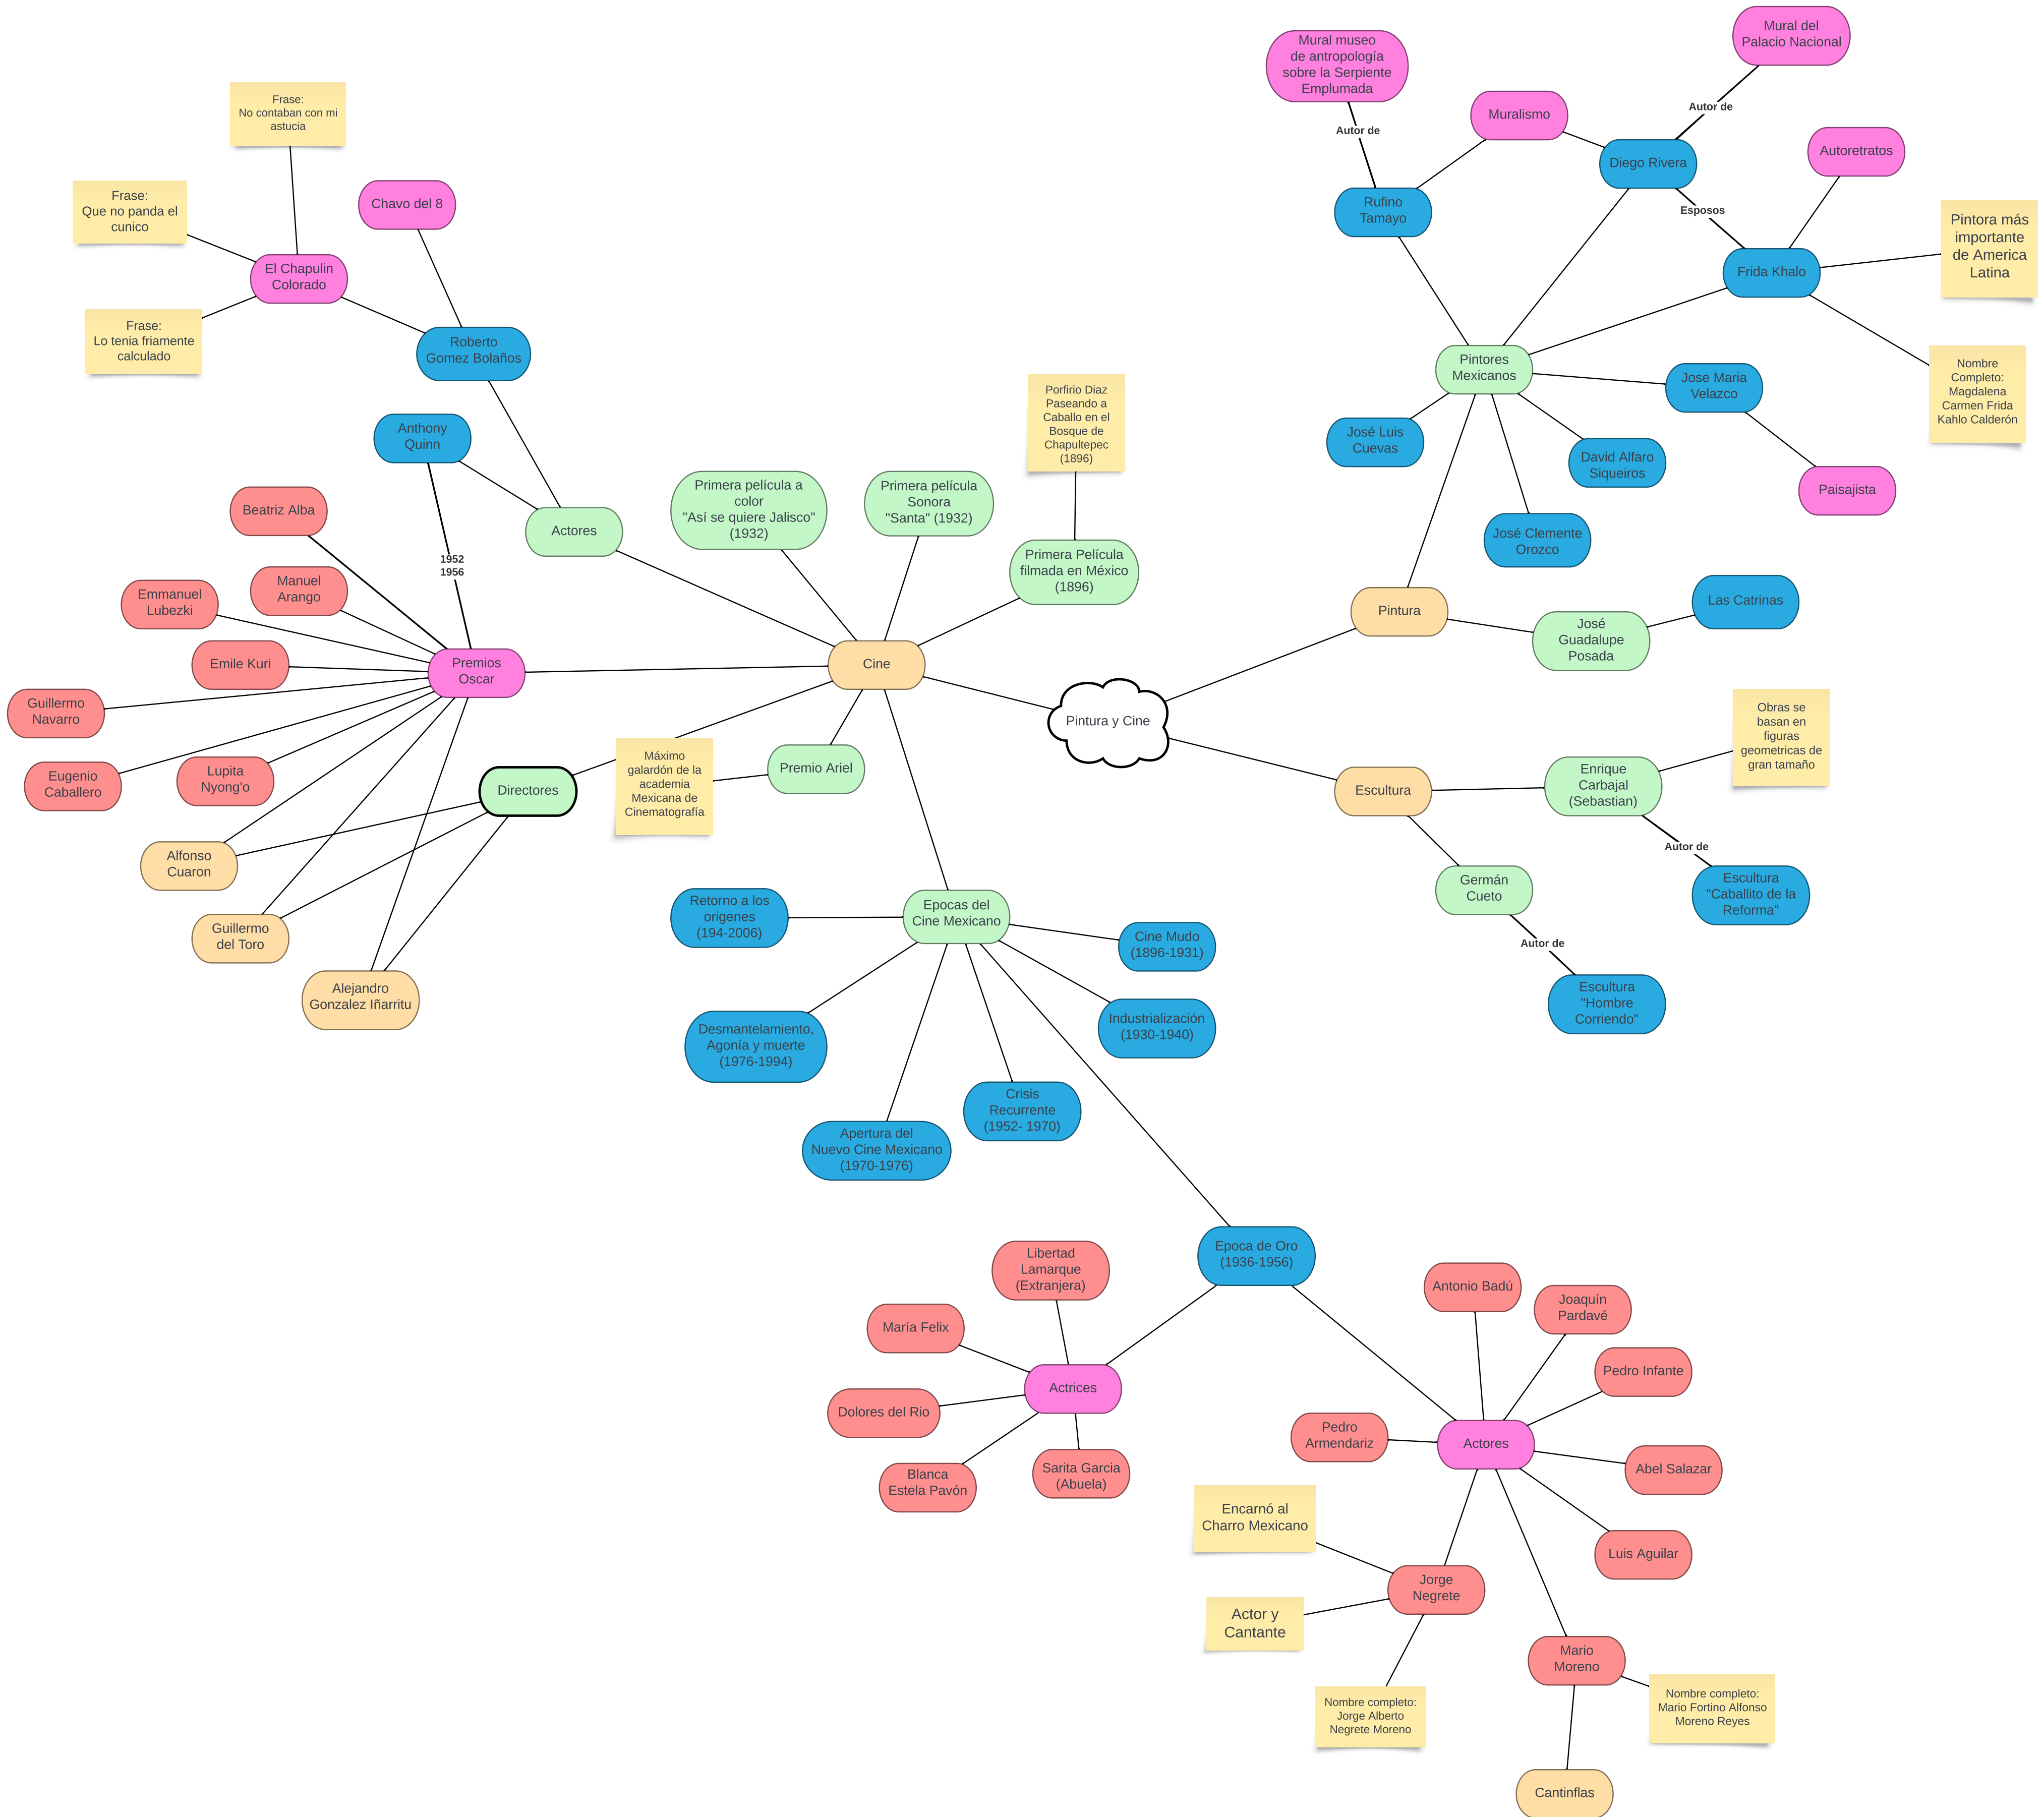 Mural del
Palacio Nacional
Mural museo
de antropología
sobre la Serpiente
Emplumada
Autor de
Autor de
Muralismo
Diego Rivera
Autoretratos
Rufino
Tamayo
Esposos
Frida Khalo
Pintora más
importante
de America
Latina
Nombre
Completo:
Magdalena
Carmen Frida
Kahlo Calderón
Pintores
Mexicanos
Jose Maria
Velazco
José Luis
Cuevas
David Alfaro
Siqueiros
Paisajista
José Clemente
Orozco
Pintura
José
Guadalupe
Posada
Las Catrinas
Frase:
No contaban con mi
astucia
Frase:
Que no panda el
cunico
Chavo del 8
El Chapulin
Colorado
Frase:
Lo tenia friamente
calculado
Roberto
Gomez Bolaños
Anthony
Quinn
Actores
1952
1956
Primera película a
color
"Así se quiere Jalisco"
(1932)
Primera película
Sonora
"Santa" (1932)
Porfirio Diaz
Paseando a
Caballo en el
Bosque de
Chapultepec
(1896)
Primera Película
filmada en México
(1896)
Beatriz Alba
Manuel
Arango
Emmanuel
Lubezki
Emile Kuri
Premios
Oscar
Guillermo
Navarro
Eugenio
Caballero
Lupita
Nyong'o
Alfonso
Cuaron
Guillermo
del Toro
Alejandro
Gonzalez Iñarritu
Directores
Cine
Pintura y Cine
Máximo
galardón de la
academia
Mexicana de
Cinematografía
Premio Ariel
Escultura
Enrique
Carbajal
(Sebastian)
Obras se
basan en
figuras
geometricas de
gran tamaño
Autor de
Escultura
"Caballito de la
Reforma"
Germán
Cueto
Autor de
Escultura
"Hombre
Corriendo"
Epocas del
Cine Mexicano
Retorno a los
origenes
(194-2006)
Cine Mudo
(1896-1931)
Desmantelamiento,
Agonía y muerte
(1976-1994)
Industrialización
(1930-1940)
Crisis
Recurrente
(1952- 1970)
Apertura del
Nuevo Cine Mexicano
(1970-1976)
Epoca de Oro
(1936-1956)
Libertad
Lamarque
(Extranjera)
María Felix
Actrices
Dolores del Rio
Blanca
Estela Pavón
Sarita Garcia
(Abuela)
Antonio Badú
Joaquín
Pardavé
Pedro Infante
Pedro
Armendariz
Actores
Abel Salazar
Luis Aguilar
Encarnó al
Charro Mexicano
Jorge
Negrete
Actor y
Cantante
Nombre completo:
Jorge Alberto
Negrete Moreno
Mario
Moreno
Nombre completo:
Mario Fortino Alfonso
Moreno Reyes
Cantinflas